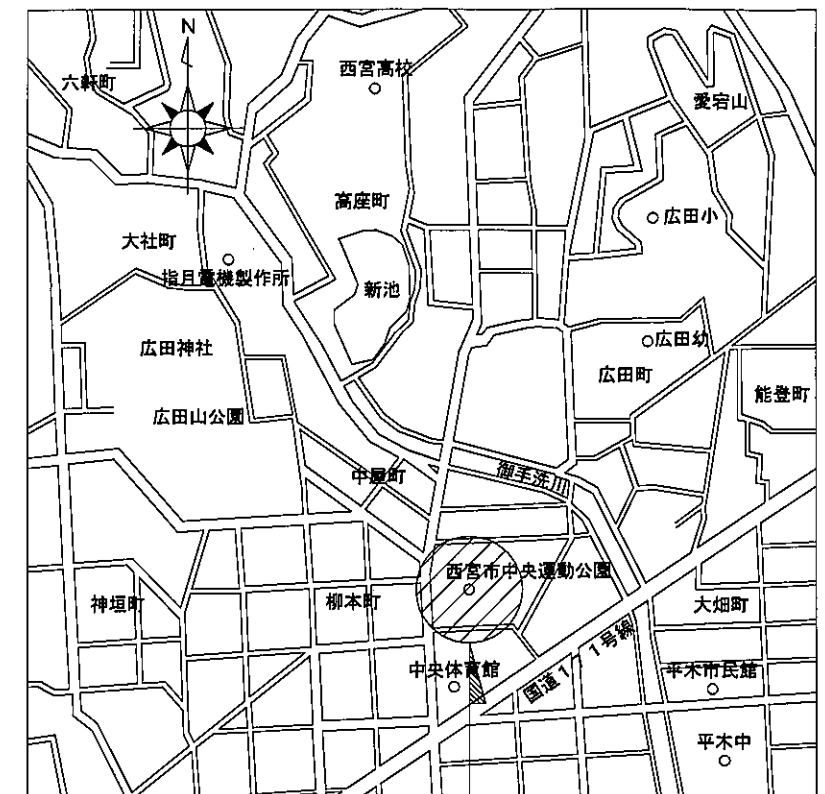 N
西宮高校
六軒町
愛宕山
高座町
広田小
大社町
指月電機製作所
新池
広田神社
広田幼
広田町
能登町
広田山公園
中屋町
御手洗川
西宮市中央運動公園
神垣町
柳本町
大畑町
国道171号線
中央体育館
平木市民館
平木中